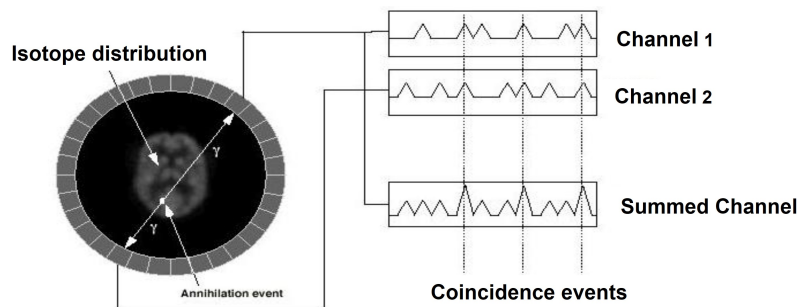 Isotope distribution
γ
γ
Annihilation event
Channel 1
Channel 2
Summed Channel
Coincidence events